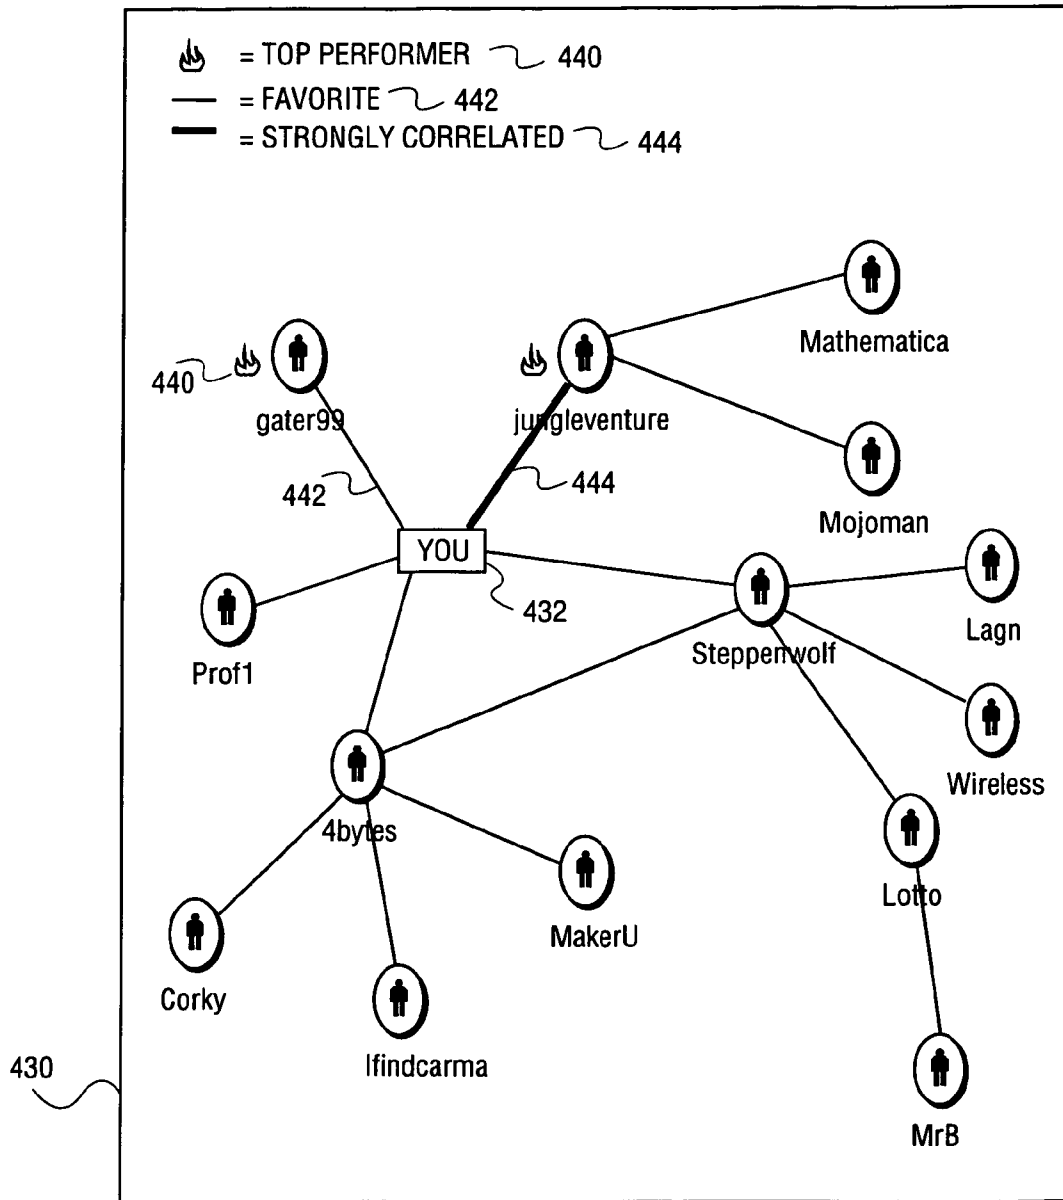 = TOP PERFORMER 440
= FAVORITE 442
= STRONGLY CORRELATED 444
Mathematica
440
gater99
jungleventure
442
444
Mojoman
YOU
432
Lagn
Prof1
Steppenwolf
Wireless
4bytes
Lotto
MakerU
Corky
Ifindcarma
430
MrB